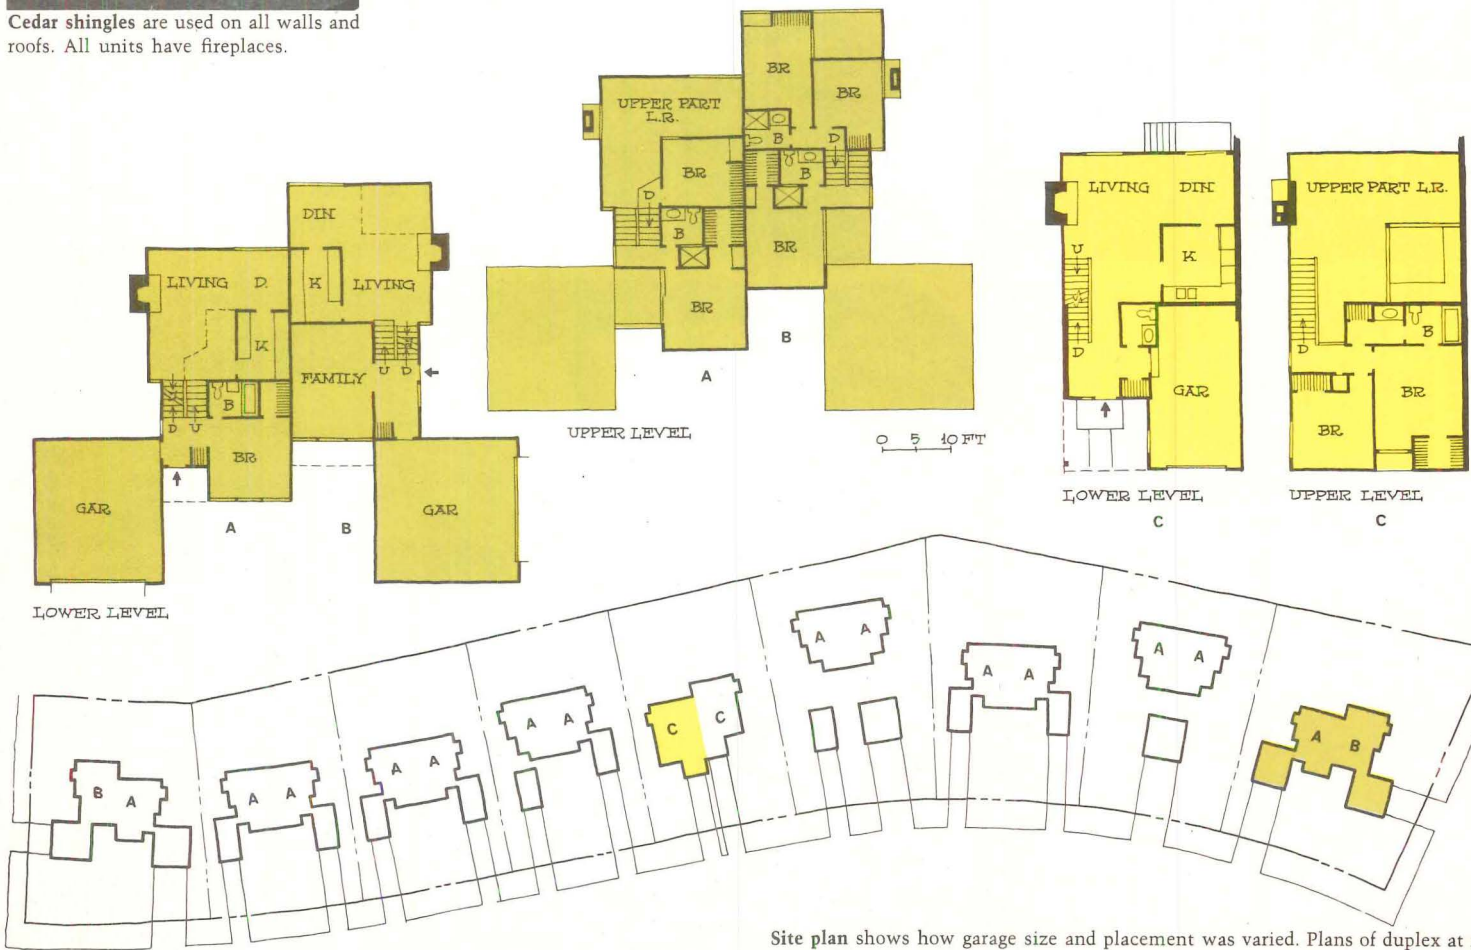 Cedar shingles are used on all walls and
roofs. All units have fireplaces.
UPPER PART
L.R.
BR
BR
BR
B
D
BR
D
B
B
BR
BR
A
B
UPPER LEVEL
0 5 10 FT
DIN
LIVING
D.
K
LIVING
K
FAMILY
U
D
B
D
U
BR
GAR
GAR
A
B
LOWER LEVEL
LIVING
DIN
U
K
D
GAR
LOWER LEVEL
C
UPPER PART L.R.
D
B
BR
BR
UPPER LEVEL
C
B A
A A
A A
A A
C C
A A
A A
A A
A B
Site plan shows how garage size and placement was varied. Plans of duplex at